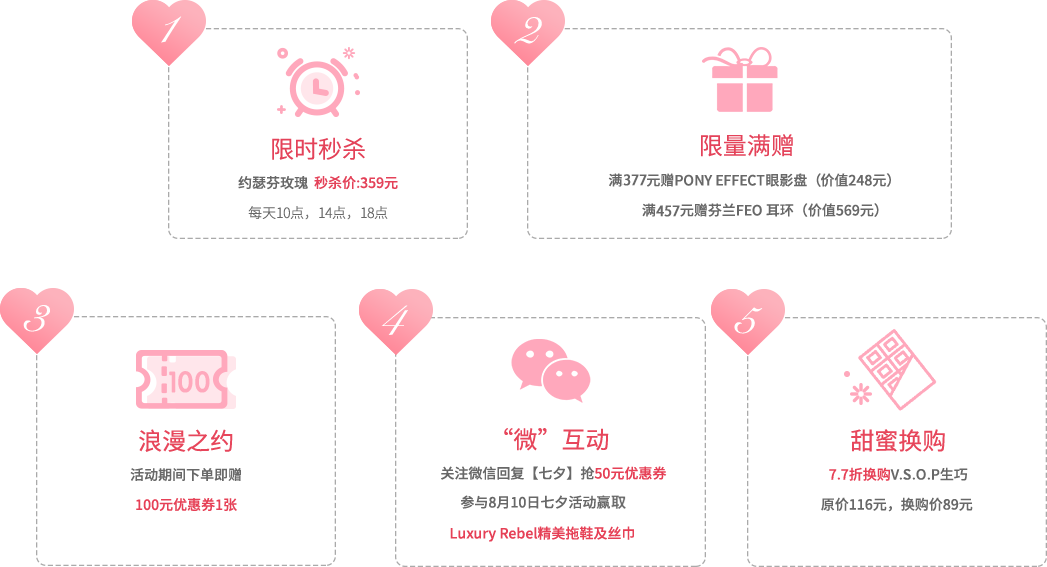 1
限时秒杀
约瑟芬玫瑰 秒杀价:359元
每天10点，14点，18点
2
限量满赠
满377元赠PONY EFFECT眼影盘（价值248元）
满457元赠芬兰FEO 耳环（价值569元）
3
100
浪漫之约
活动期间下单即赠
100元优惠券1张
4
“微”互动
关注微信回复【七夕】抢50元优惠券
参与8月10日七夕活动赢取
Luxury Rebel精美拖鞋及丝巾
5
甜蜜换购
7.7折换购V.S.O.P生巧
原价116元，换购价89元